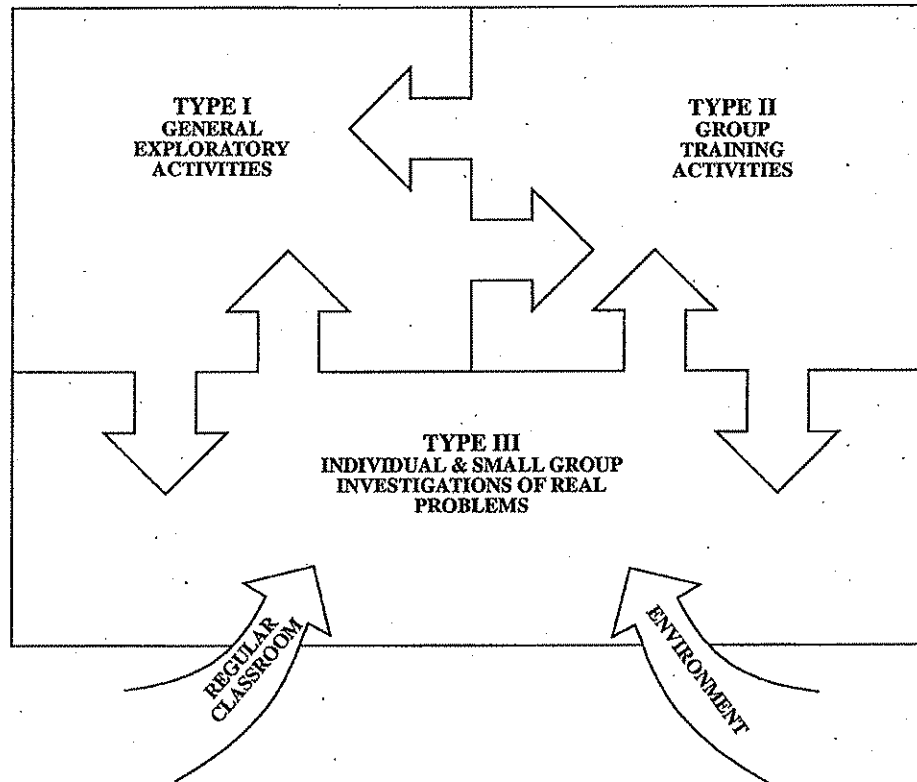 TYPE I
GENERAL
EXPLORATORY
ACTIVITIES
TYPE II
GROUP
TRAINING
ACTIVITIES
TYPE III
INDIVIDUAL & SMALL GROUP
INVESTIGATIONS OF REAL
PROBLEMS
REGULAR
CLASSROOM
ENVIRONMENT